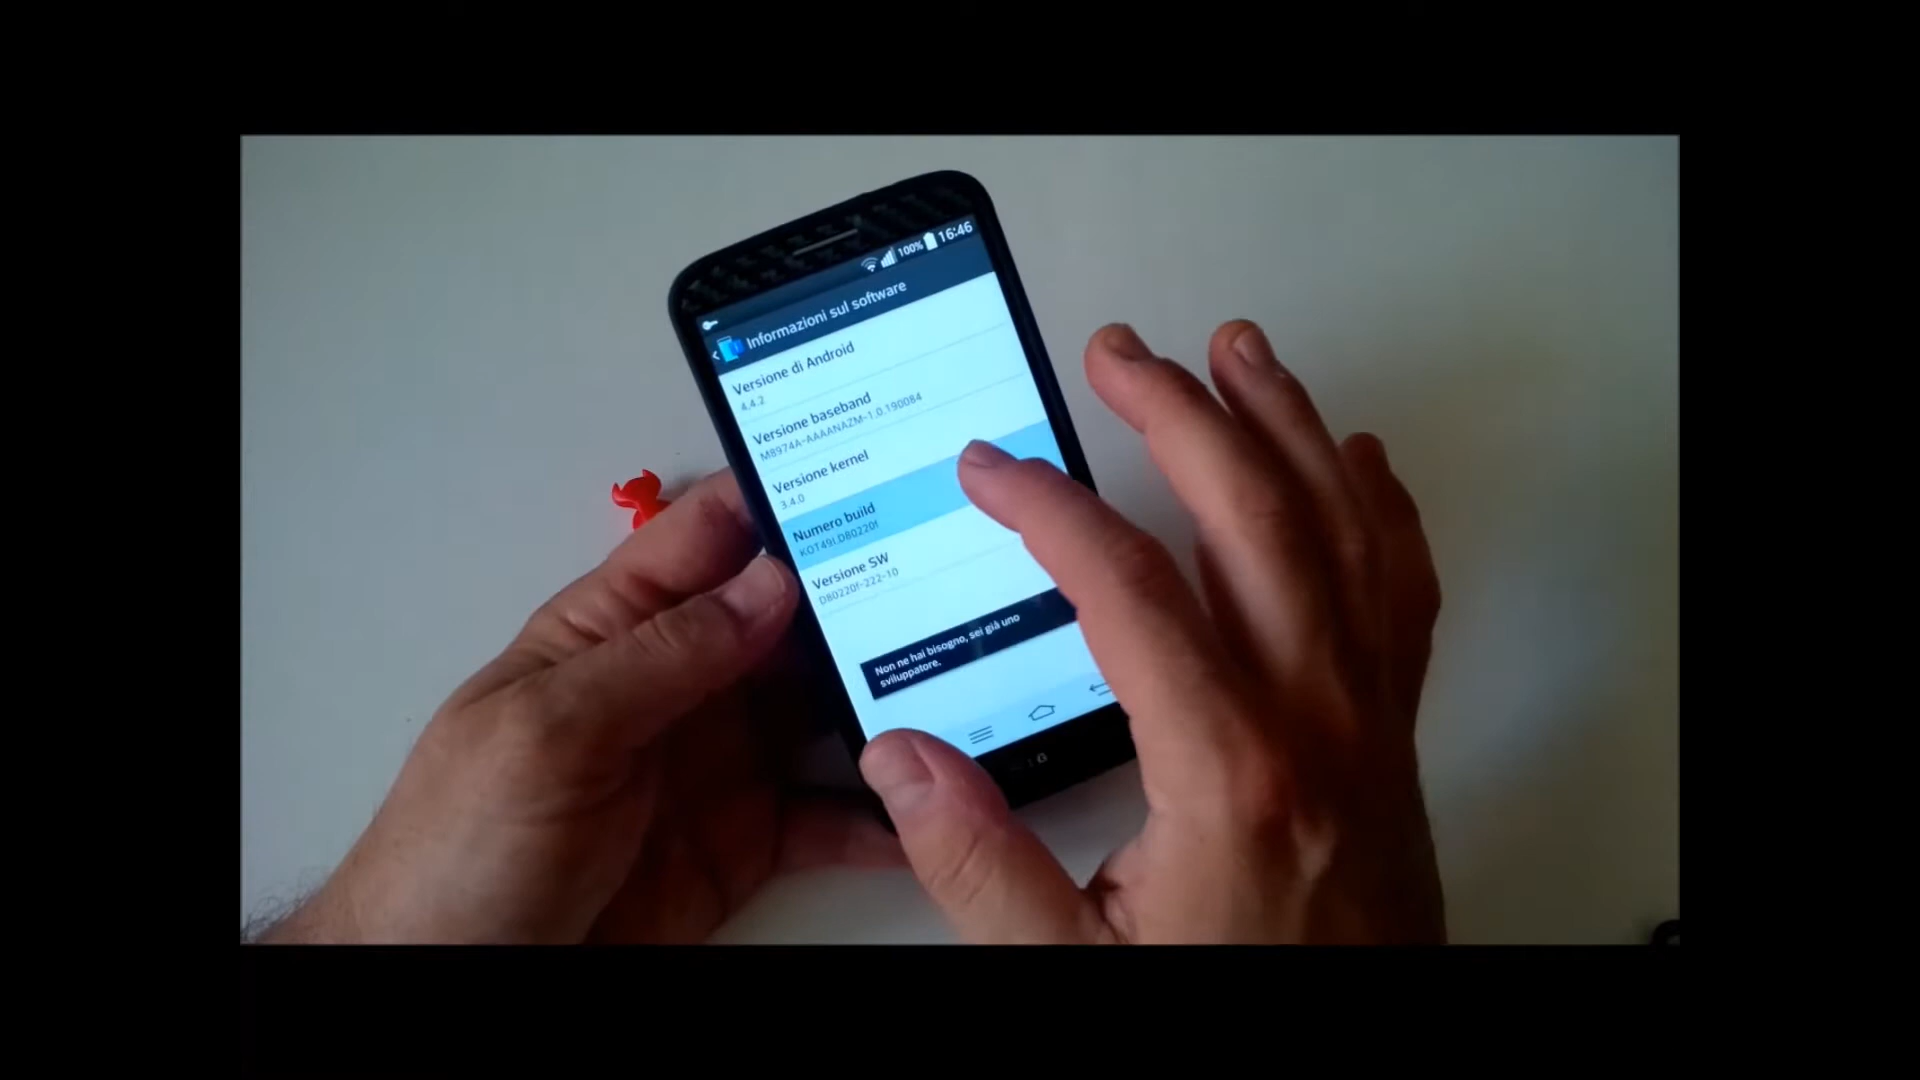 100% 16:46
Informazioni sul software
Versione di Android
4.4.2
Versione baseband
M8974A-AAAANAZM-1.0.190084
Versione kernel
3.4.0
Numero build
KOT49I.D80220f
Versione SW
D80220f-222-10
Non ne hai bisogno, sei già uno
sviluppatore.